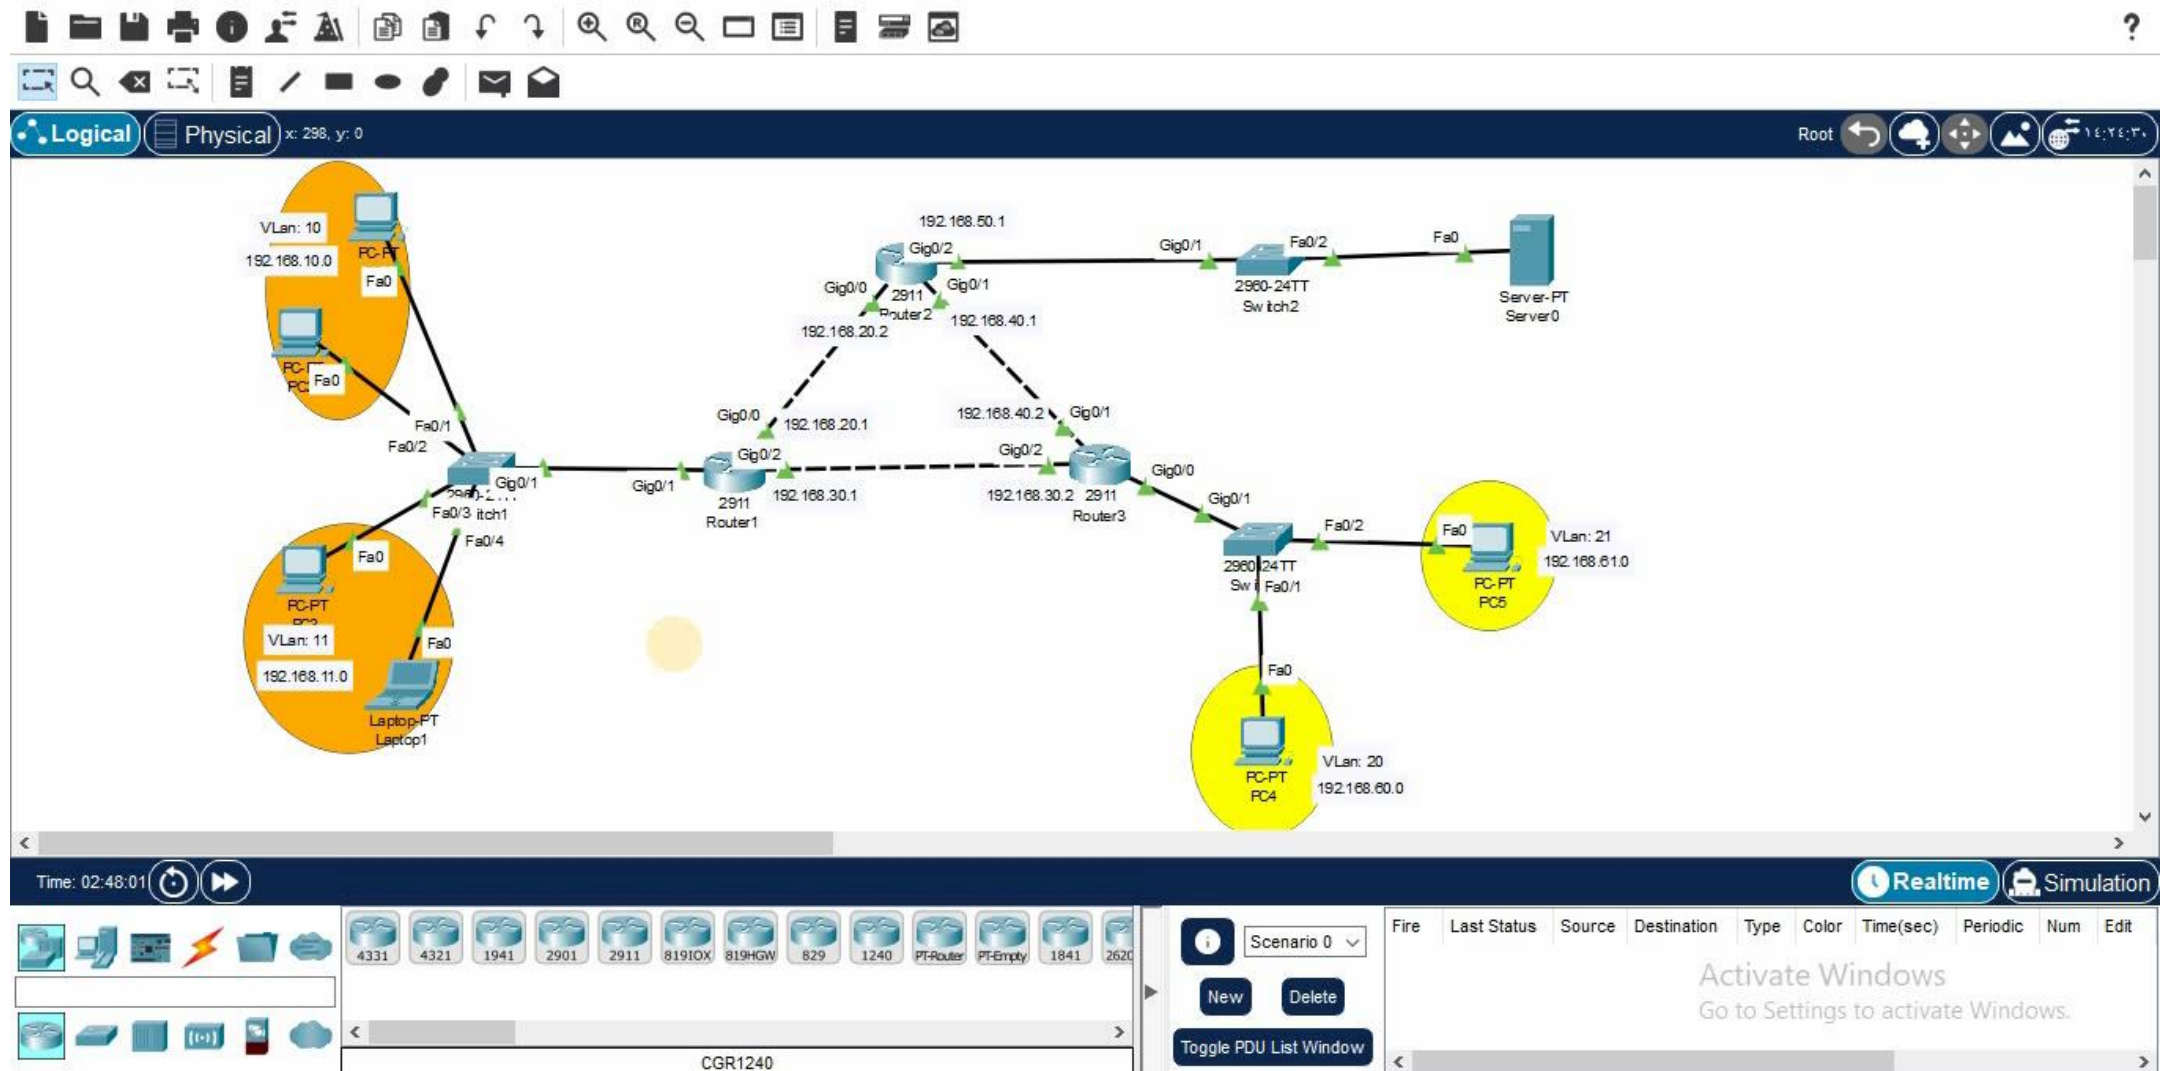 ?
Logical
Physical
x: 298, y: 0
Root
١٤:٢٤:٣٠
VLan: 10
192.168.10.0
PC-PT
Fa0
Fa0
Fa0/1
Fa0/2
Gig0/1
Fa0/3
Fa0/4
Fa0
PC-PT
VLan: 11
192.168.11.0
Fa0
Laptop-PT
Laptop1
Gig0/1
2911
Router1
Gig0/2
Gig0/0
192.168.20.1
192.168.30.1
192.168.50.1
Gig0/2
Gig0/0
2911
Router2
Gig0/1
192.168.20.2
192.168.40.1
Gig0/1
Fa0/2
2960-24TT
Switch2
Fa0
Server-PT
Server0
192.168.40.2
Gig0/1
Gig0/2
192.168.30.2
2911
Router3
Gig0/0
Gig0/1
2960-24TT
Fa0/1
Fa0/2
Fa0
PC-PT
PC5
VLan: 21
192.168.61.0
Fa0
PC-PT
PC4
VLan: 20
192.168.60.0
Time: 02:48:01
Realtime
Simulation
4331
4321
1941
2901
2911
819IOX
819HGW
829
1240
PT-Router
PT-Empty
1841
CGR1240
Scenario 0
New
Delete
Toggle PDU List Window
Fire Last Status Source Destination Type Color Time(sec) Periodic Num Edit
Activate Windows
Go to Settings to activate Windows.